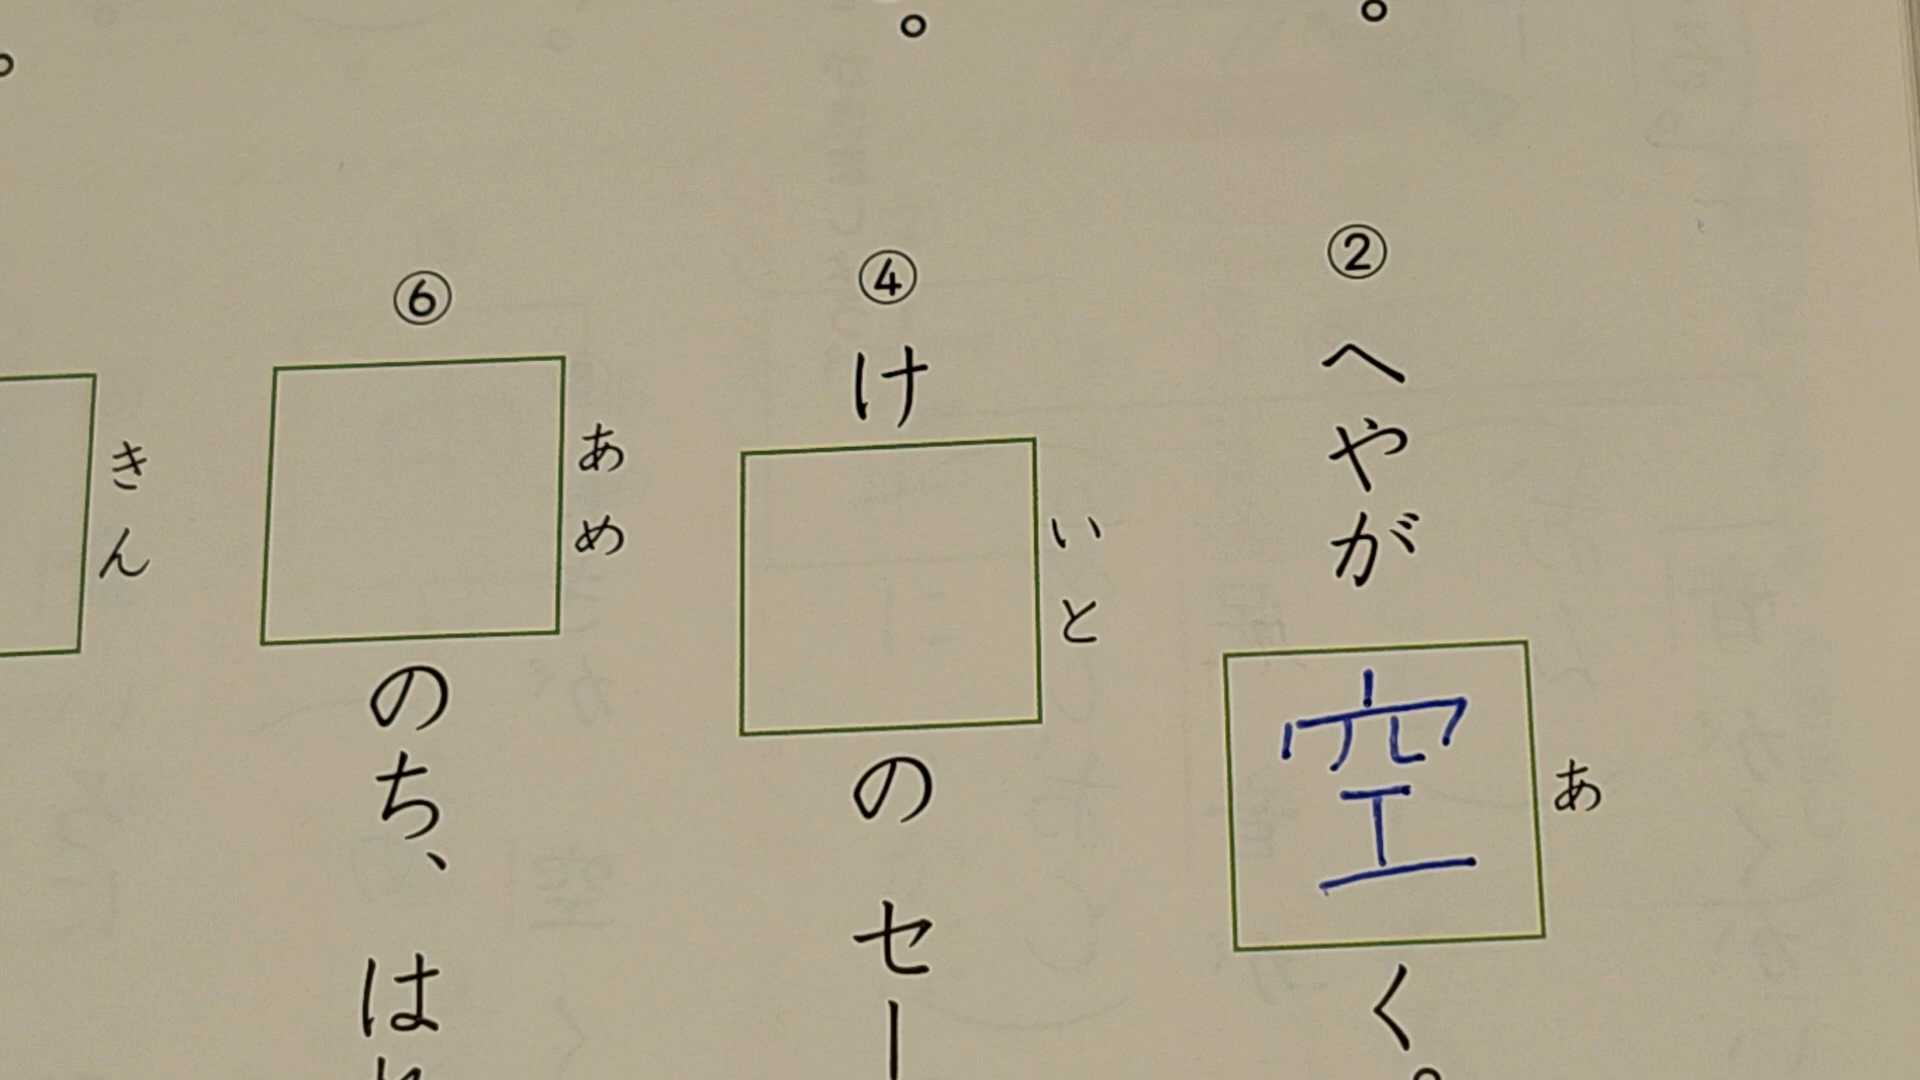 ②へやが空く。
あ
④け□のセー
いと
⑥□のち、はれ
あめ
きん